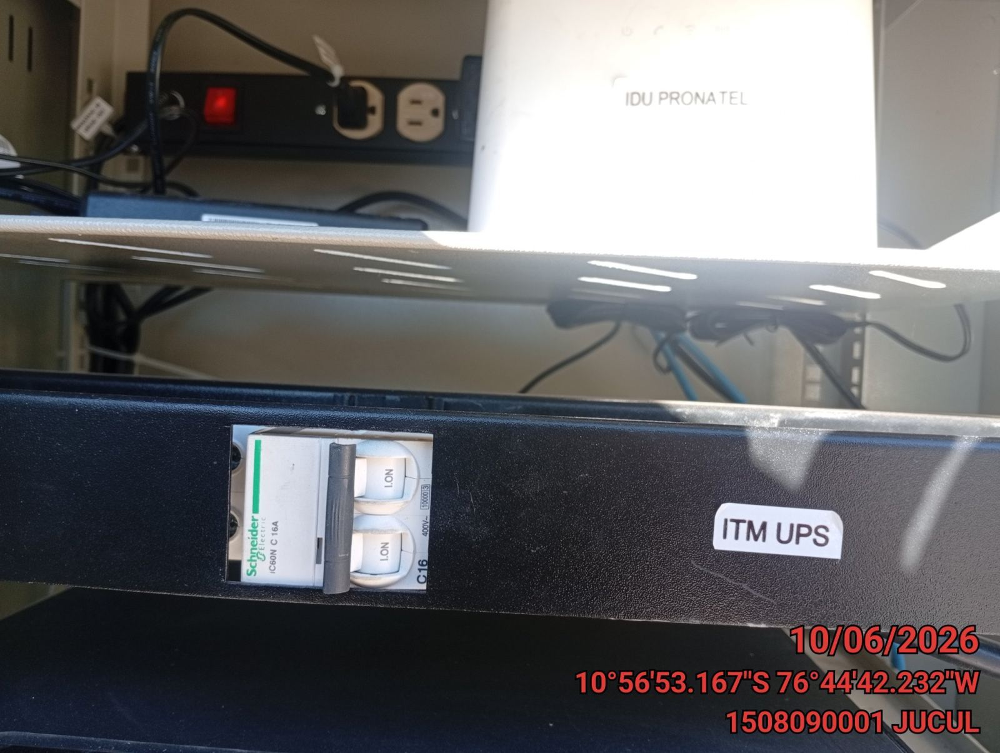 IDU PRONATEL
Schneider
Electric
iC60N C 16A
I.ON
I.ON
400V~ 10000 3
C16
ITM UPS
10/06/2026
10°56'53.167"S 76°44'42.232"W
1508090001 JUCUL